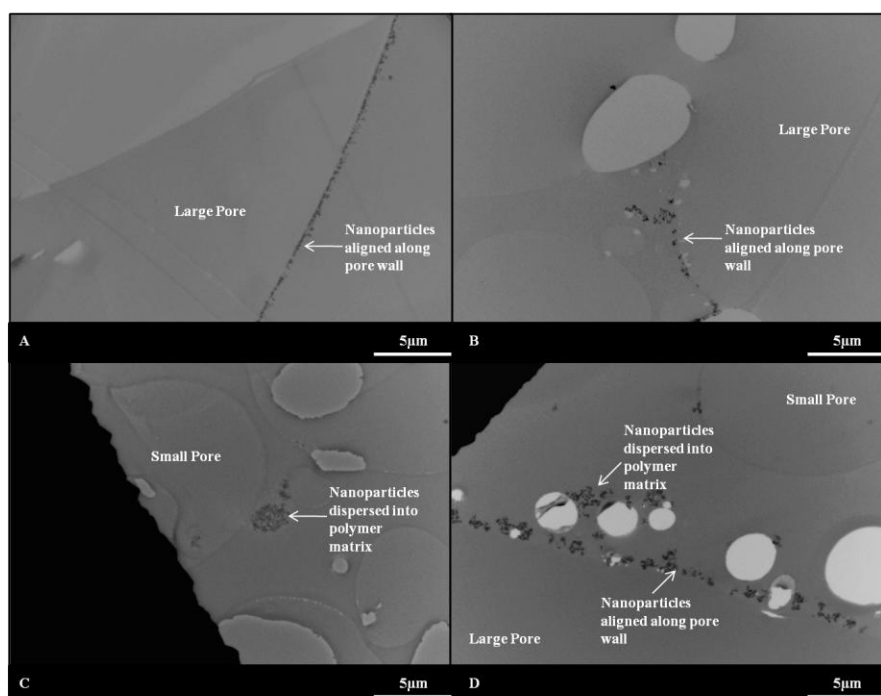 Large Pore
Nanoparticles
aligned along
pore wall
A
5µm
Large Pore
Nanoparticles
aligned along pore
wall
B
5µm
Small Pore
Nanoparticles
dispersed into
polymer
matrix
C
5µm
Small Pore
Nanoparticles
dispersed into
polymer
matrix
Nanoparticles
aligned along pore
wall
Large Pore
D
5µm